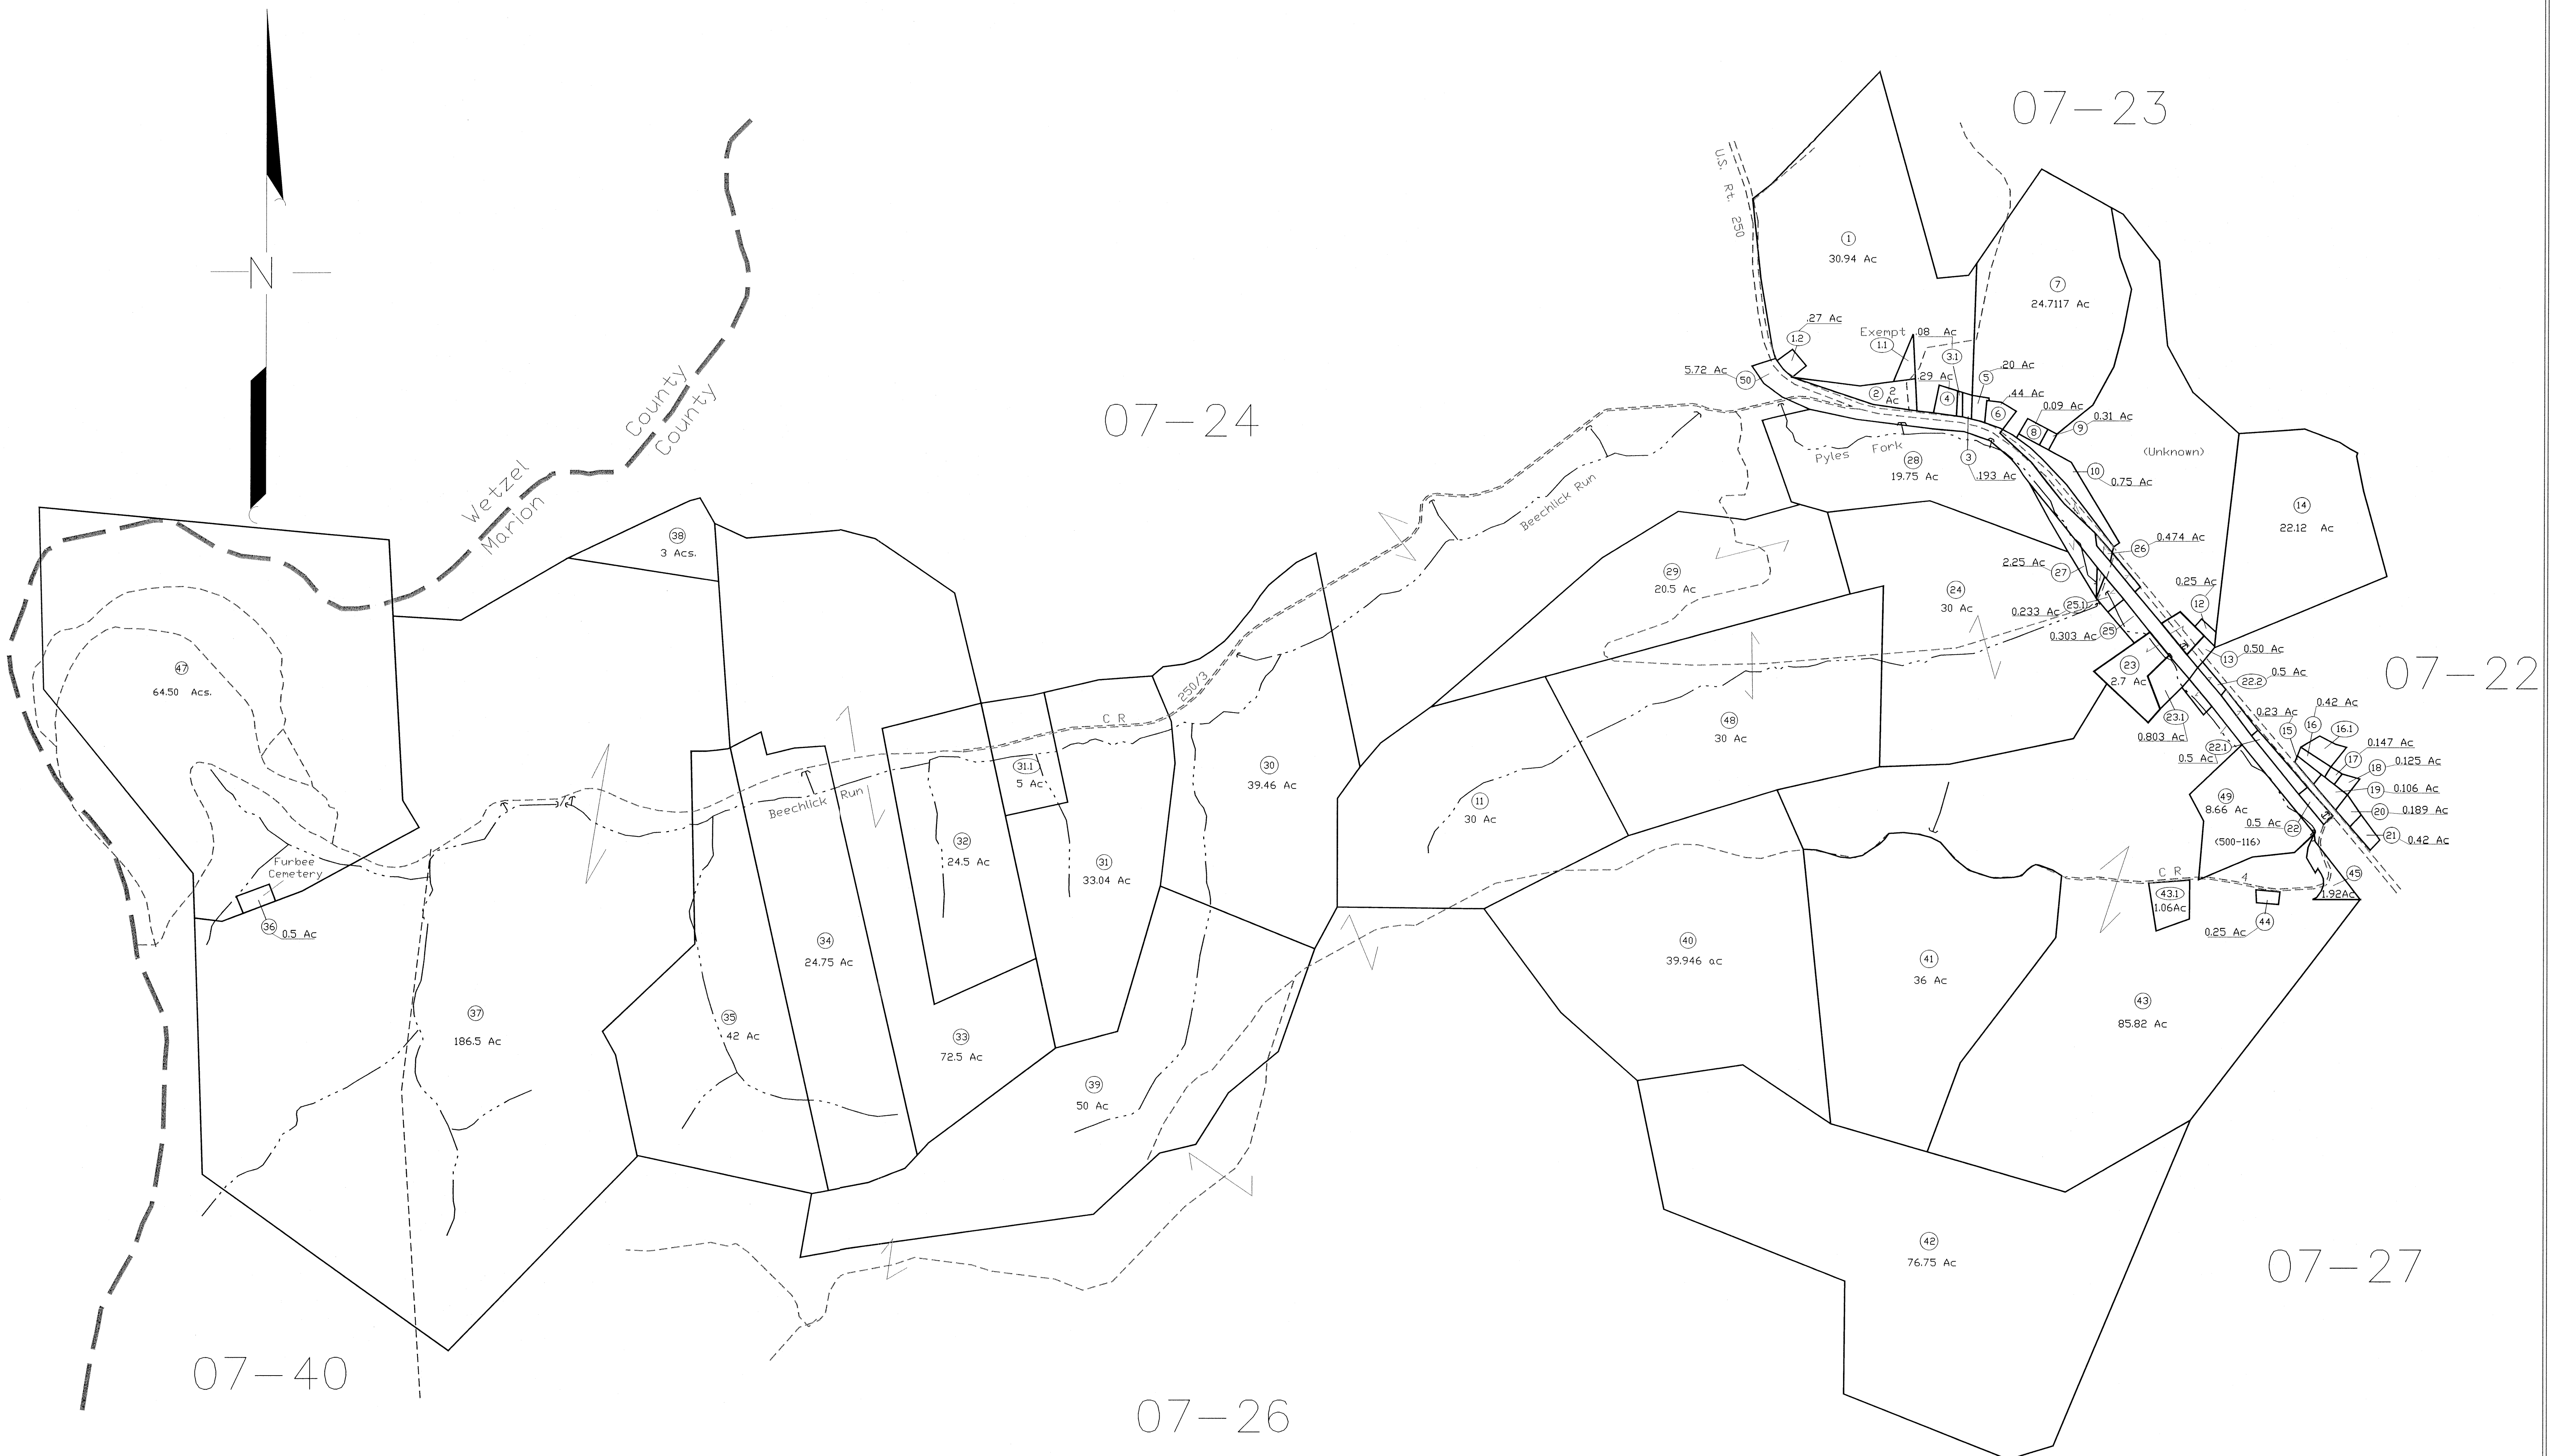 07-23
U.S. Rt. 250
1
30.94 Ac
7
24.7117 Ac
N
.27 Ac
1.2
Exempt
1.1
.08 Ac
3.1
5.72 Ac
50
2
2
Ac
.29 Ac
4
.20 Ac
5
.44 Ac
6
0.09 Ac
8
0.31 Ac
9
County
County
07-24
Pyles Fork
28
19.75 Ac
3
.193 Ac
10
0.75 Ac
(Unknown)
14
22.12 Ac
Wetzel
Marion
Beechlick Run
38
3 Acs.
26
0.474 Ac
29
20.5 Ac
2.25 Ac
27
24
30 Ac
0.25 Ac
12
0.233 Ac
25.1
0.303 Ac
25
47
64.50 Acs.
250/3
C R
23
2.7 Ac
13
0.50 Ac
22.2
0.5 Ac
07-22
23.1
0.803 Ac
0.23 Ac
15
0.42 Ac
16
16.1
48
30 Ac
22.1
0.5 Ac
0.147 Ac
17
18
0.125 Ac
31.1
5 Ac
30
39.46 Ac
19
0.106 Ac
Beechlick Run
11
30 Ac
49
8.66 Ac
(500-116)
0.5 Ac
22
20
0.189 Ac
21
0.42 Ac
32
24.5 Ac
31
33.04 Ac
Furbee
Cemetery
36
0.5 Ac
C R
4
43.1
1.06Ac
45
1.92Ac
44
0.25 Ac
34
24.75 Ac
40
39.946 ac
41
36 Ac
37
186.5 Ac
35
42 Ac
33
72.5 Ac
43
85.82 Ac
39
50 Ac
42
76.75 Ac
07-27
07-40
07-26